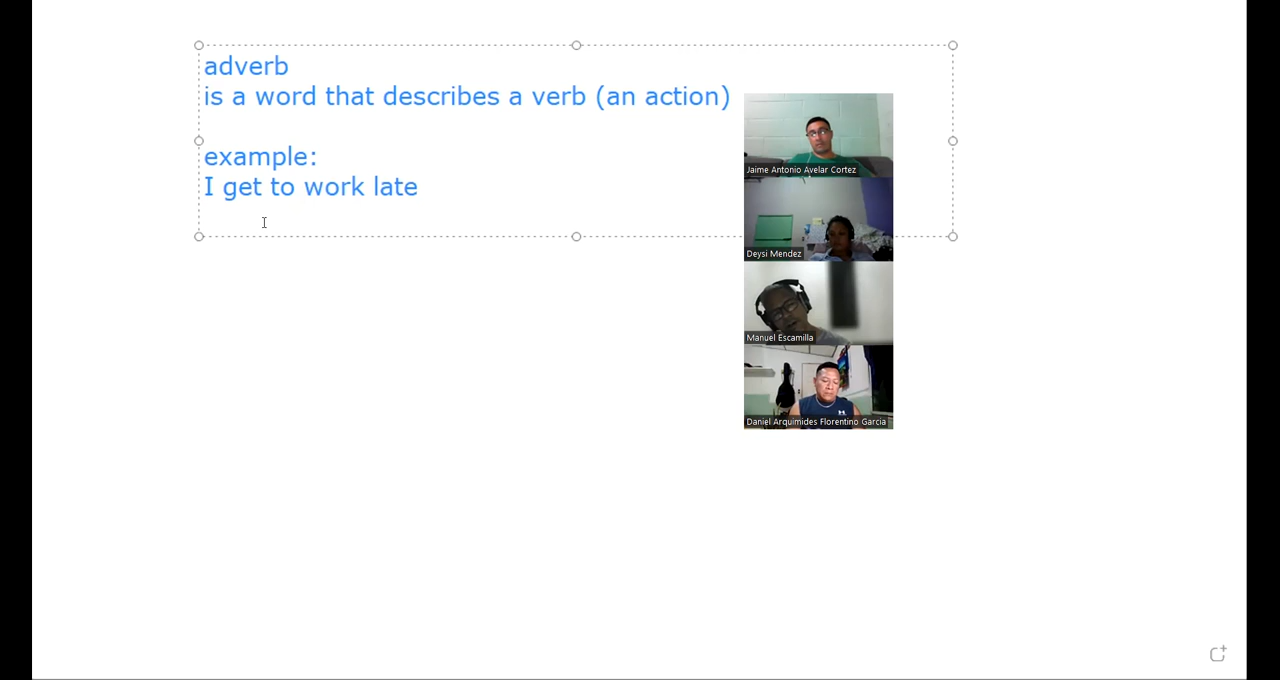 adverb
is a word that describes a verb (an action)
example:
I get to work late
Jaime Antonio Avelar Cortez
Deysi Mendez
Manuel Escamilla
Daniel Arquimides Florentino Garcia